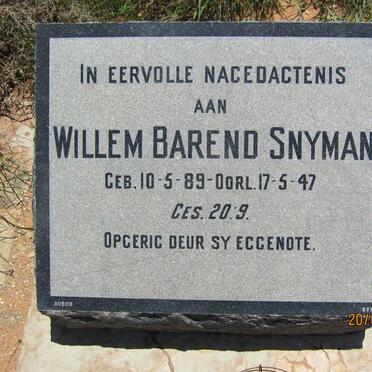 IN EERVOLLE NAGEDAGTENIS
AAN
WILLEM BAREND SNYMAN
GEB. 10-5-89-OORL. 17-5-47
GES. 20.9.
OPGERIG DEUR SY EGGENOTE.